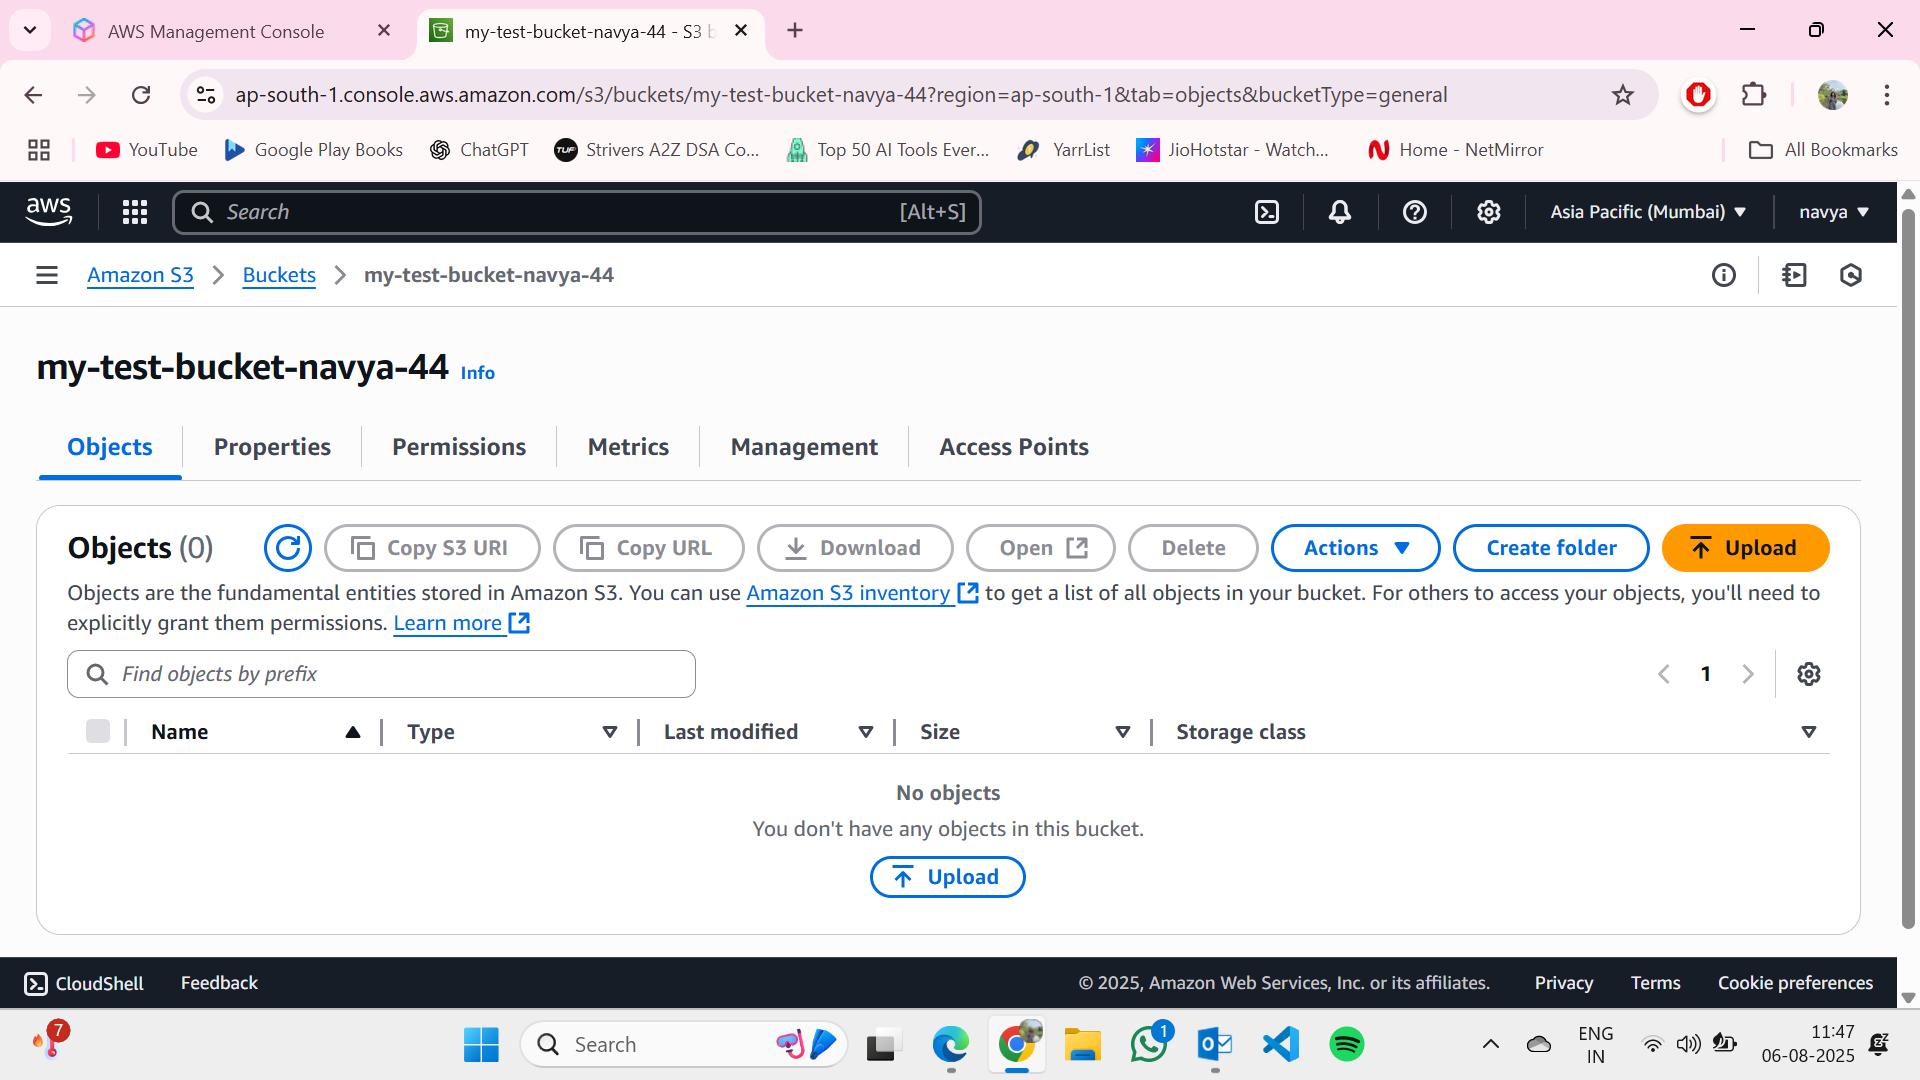 AWS Management Console
my-test-bucket-navya-44 - S3 b
ap-south-1.console.aws.amazon.com/s3/buckets/my-test-bucket-navya-44?region=ap-south-1&tab=objects&bucketType=general
YouTube
Google Play Books
ChatGPT
TUF
Strivers A2Z DSA Co...
Top 50 AI Tools Ever...
YarrList
JioHotstar - Watch...
Home - NetMirror
All Bookmarks
aws
Search
[Alt+S]
Asia Pacific (Mumbai)
navya
Amazon S3
Buckets
my-test-bucket-navya-44
my-test-bucket-navya-44 Info
Objects
Properties
Permissions
Metrics
Management
Access Points
Objects (0)
Copy S3 URI
Copy URL
Download
Open
Delete
Actions
Create folder
Upload
Objects are the fundamental entities stored in Amazon S3. You can use Amazon S3 inventory to get a list of all objects in your bucket. For others to access your objects, you'll need to
explicitly grant them permissions. Learn more
Find objects by prefix
1
Name
Type
Last modified
Size
Storage class
No objects
You don't have any objects in this bucket.
Upload
CloudShell
Feedback
© 2025, Amazon Web Services, Inc. or its affiliates.
Privacy
Terms
Cookie preferences
7
Search
1
ENG
IN
11:47
06-08-2025